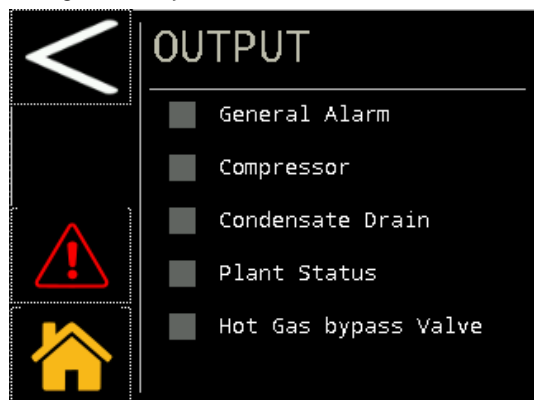 OUTPUT
General Alarm
Compressor
Condensate Drain
Plant Status
Hot Gas bypass Valve